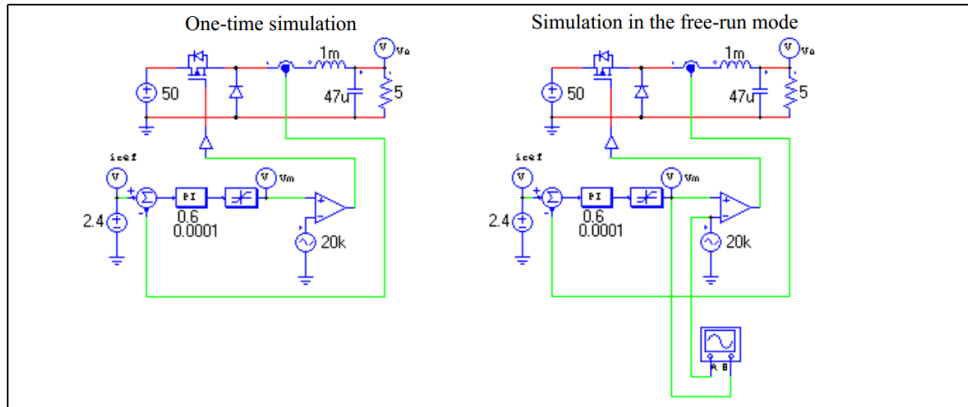 One-time simulation
Simulation in the free-run mode
V Vo
1m
50
47u
5
iref
V
V Vm
2.4
+
-
Σ
PI
0.6
0.0001
+
-
20k
V Vo
1m
50
47u
5
iref
V
V Vm
2.4
+
-
Σ
PI
0.6
0.0001
+
-
20k
A B